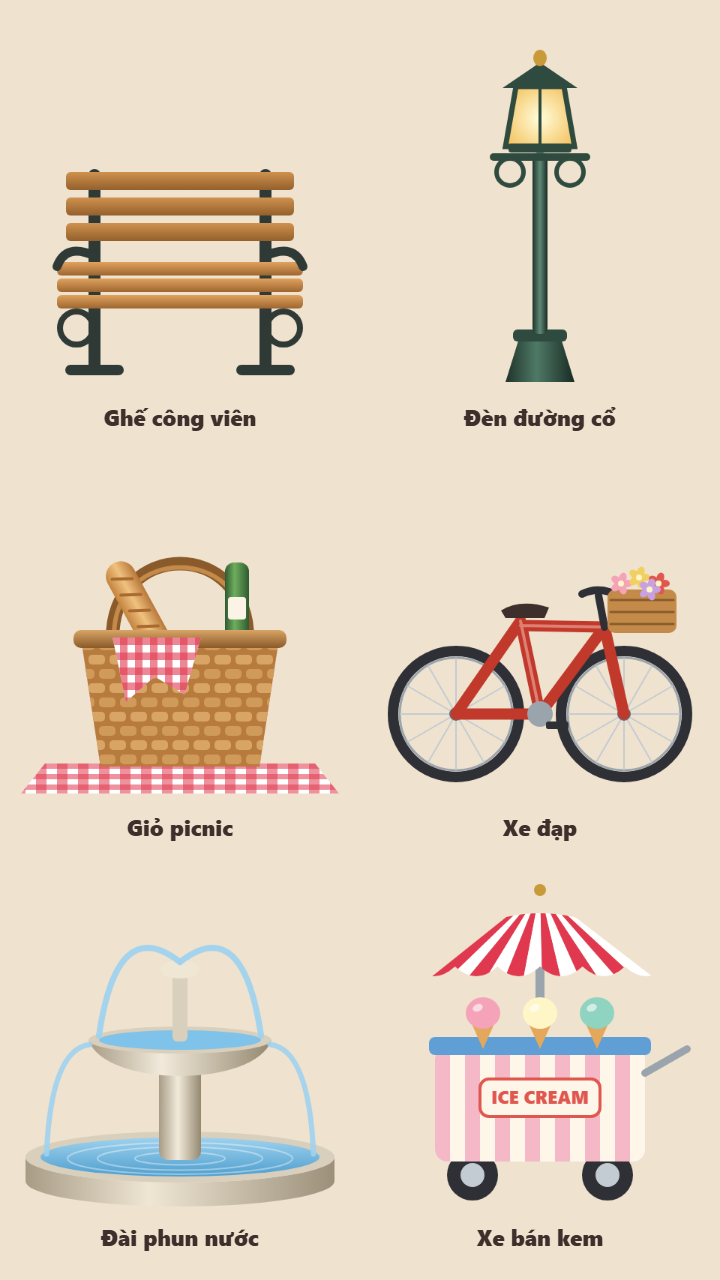 Ghế công viên
Đèn đường cổ
Giỏ picnic
Xe đạp
ICE CREAM
Đài phun nước
Xe bán kem